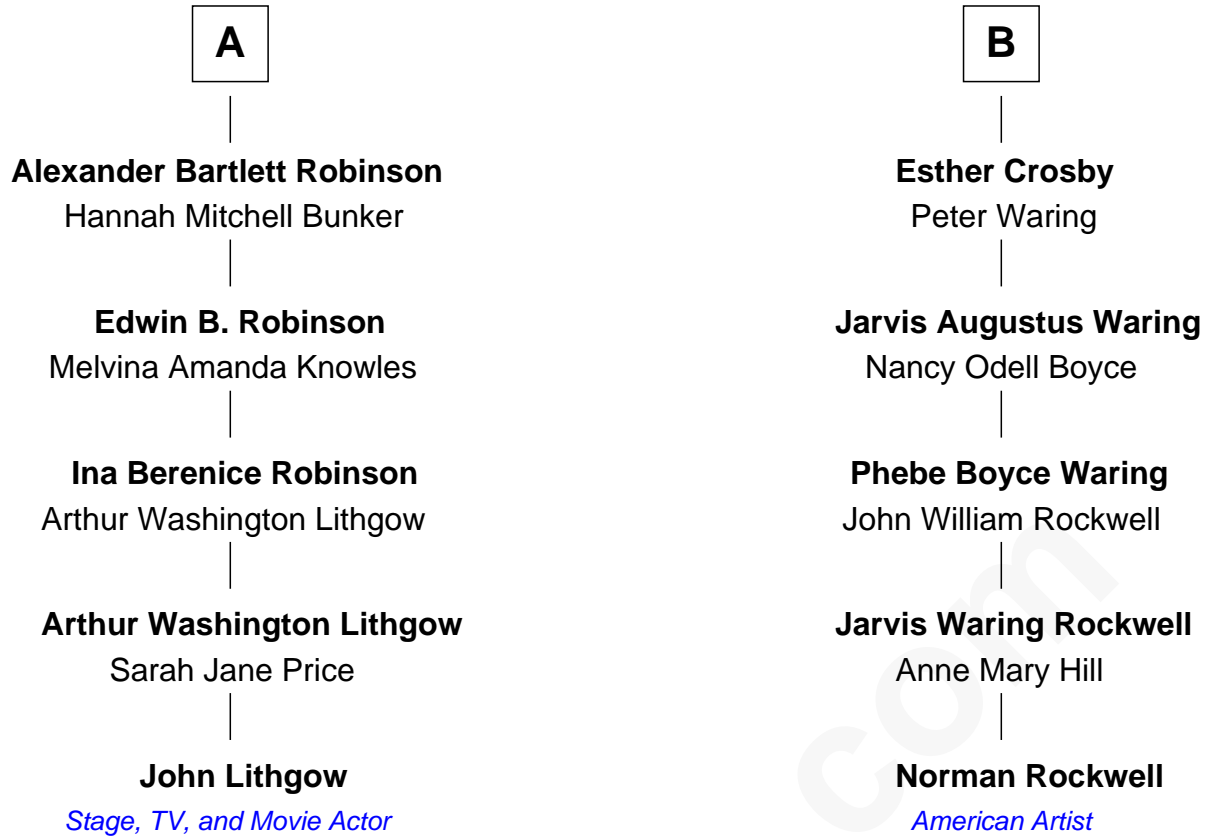 A
Alexander Bartlett Robinson
Hannah Mitchell Bunker
Edwin B. Robinson
Melvina Amanda Knowles
Ina Berenice Robinson
Arthur Washington Lithgow
Arthur Washington Lithgow
Sarah Jane Price
John Lithgow
Stage, TV, and Movie Actor
B
Esther Crosby
Peter Waring
Jarvis Augustus Waring
Nancy Odell Boyce
Phebe Boyce Waring
John William Rockwell
Jarvis Waring Rockwell
Anne Mary Hill
Norman Rockwell
American Artist
com